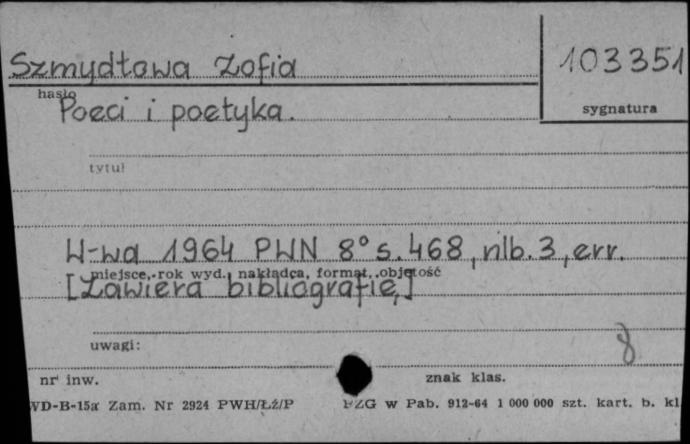 Szmydtowa Zofia
103351
hasło
sygnatura
Poeci i poetyka.
tytuł
W-wa 1964 PWN 8° s. 468, nlb. 3, err.
miejsce, rok wyd., nakładca, format, objętość
[Zawiera bibliografię]
uwagi:
8
nr inw.
znak klas.
WD-B-15a Zam. Nr 2924 PWH/Łź/P
PZG w Pab. 912-64 1 000 000 szt. kart. b. kl